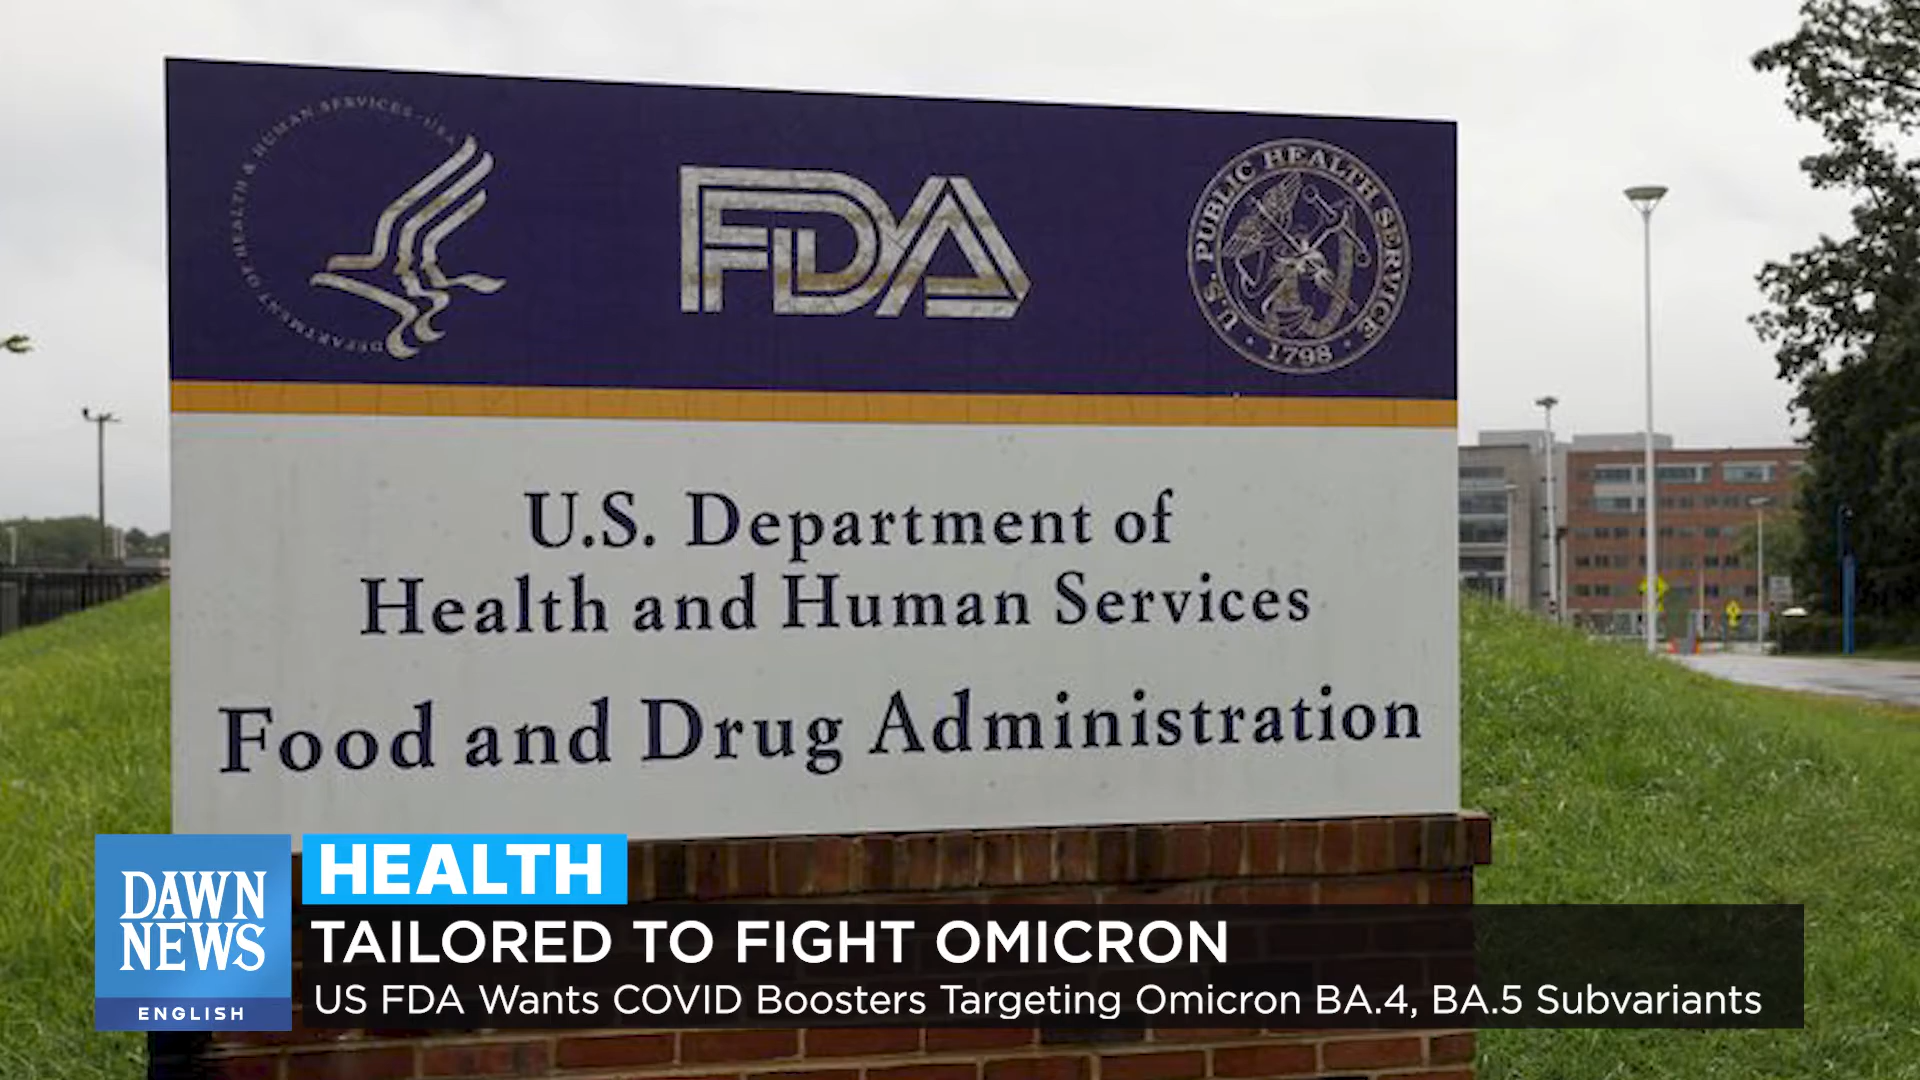 DEPARTMENT OF HEALTH & HUMAN SERVICES · USA
FDA
U.S. PUBLIC HEALTH SERVICE
· 1798 ·
U.S. Department of
Health and Human Services
Food and Drug Administration
DAWN
NEWS
ENGLISH
HEALTH
TAILORED TO FIGHT OMICRON
US FDA Wants COVID Boosters Targeting Omicron BA.4, BA.5 Subvariants